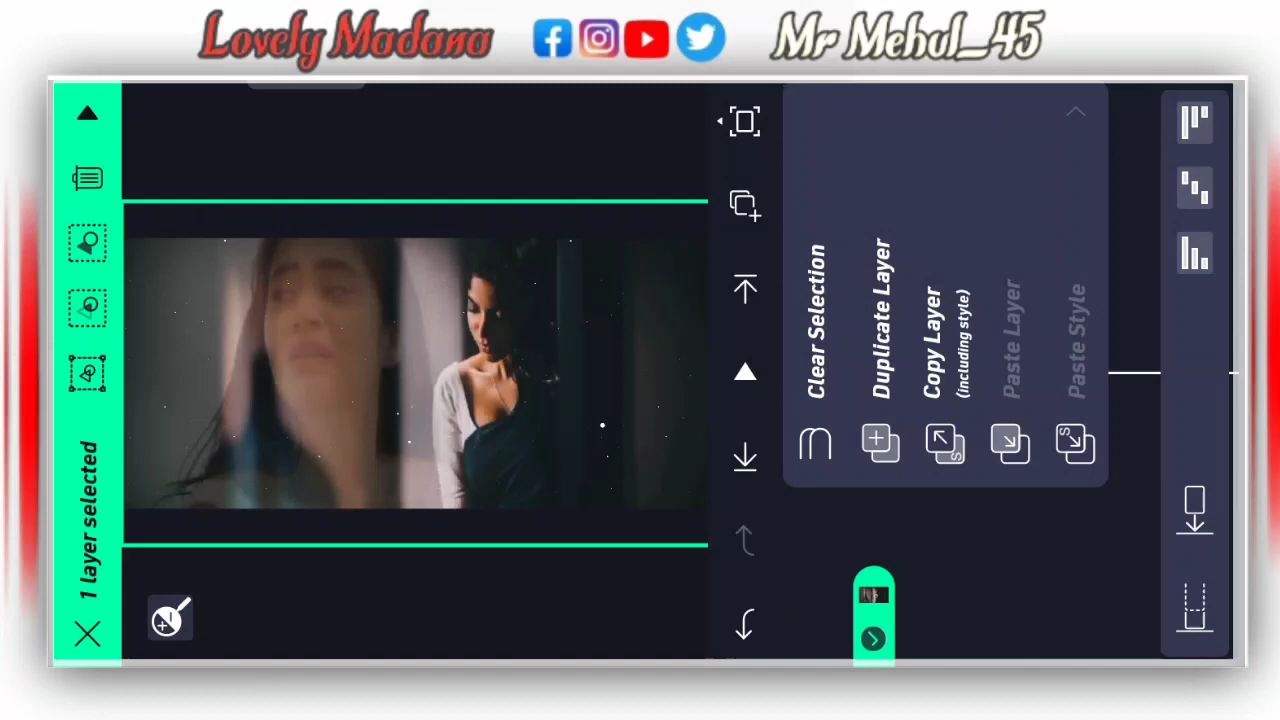 Lovely Madana
Mr Mehul_45
1 layer selected
Clear Selection
Duplicate Layer
Copy Layer
(including style)
Paste Layer
Paste Style